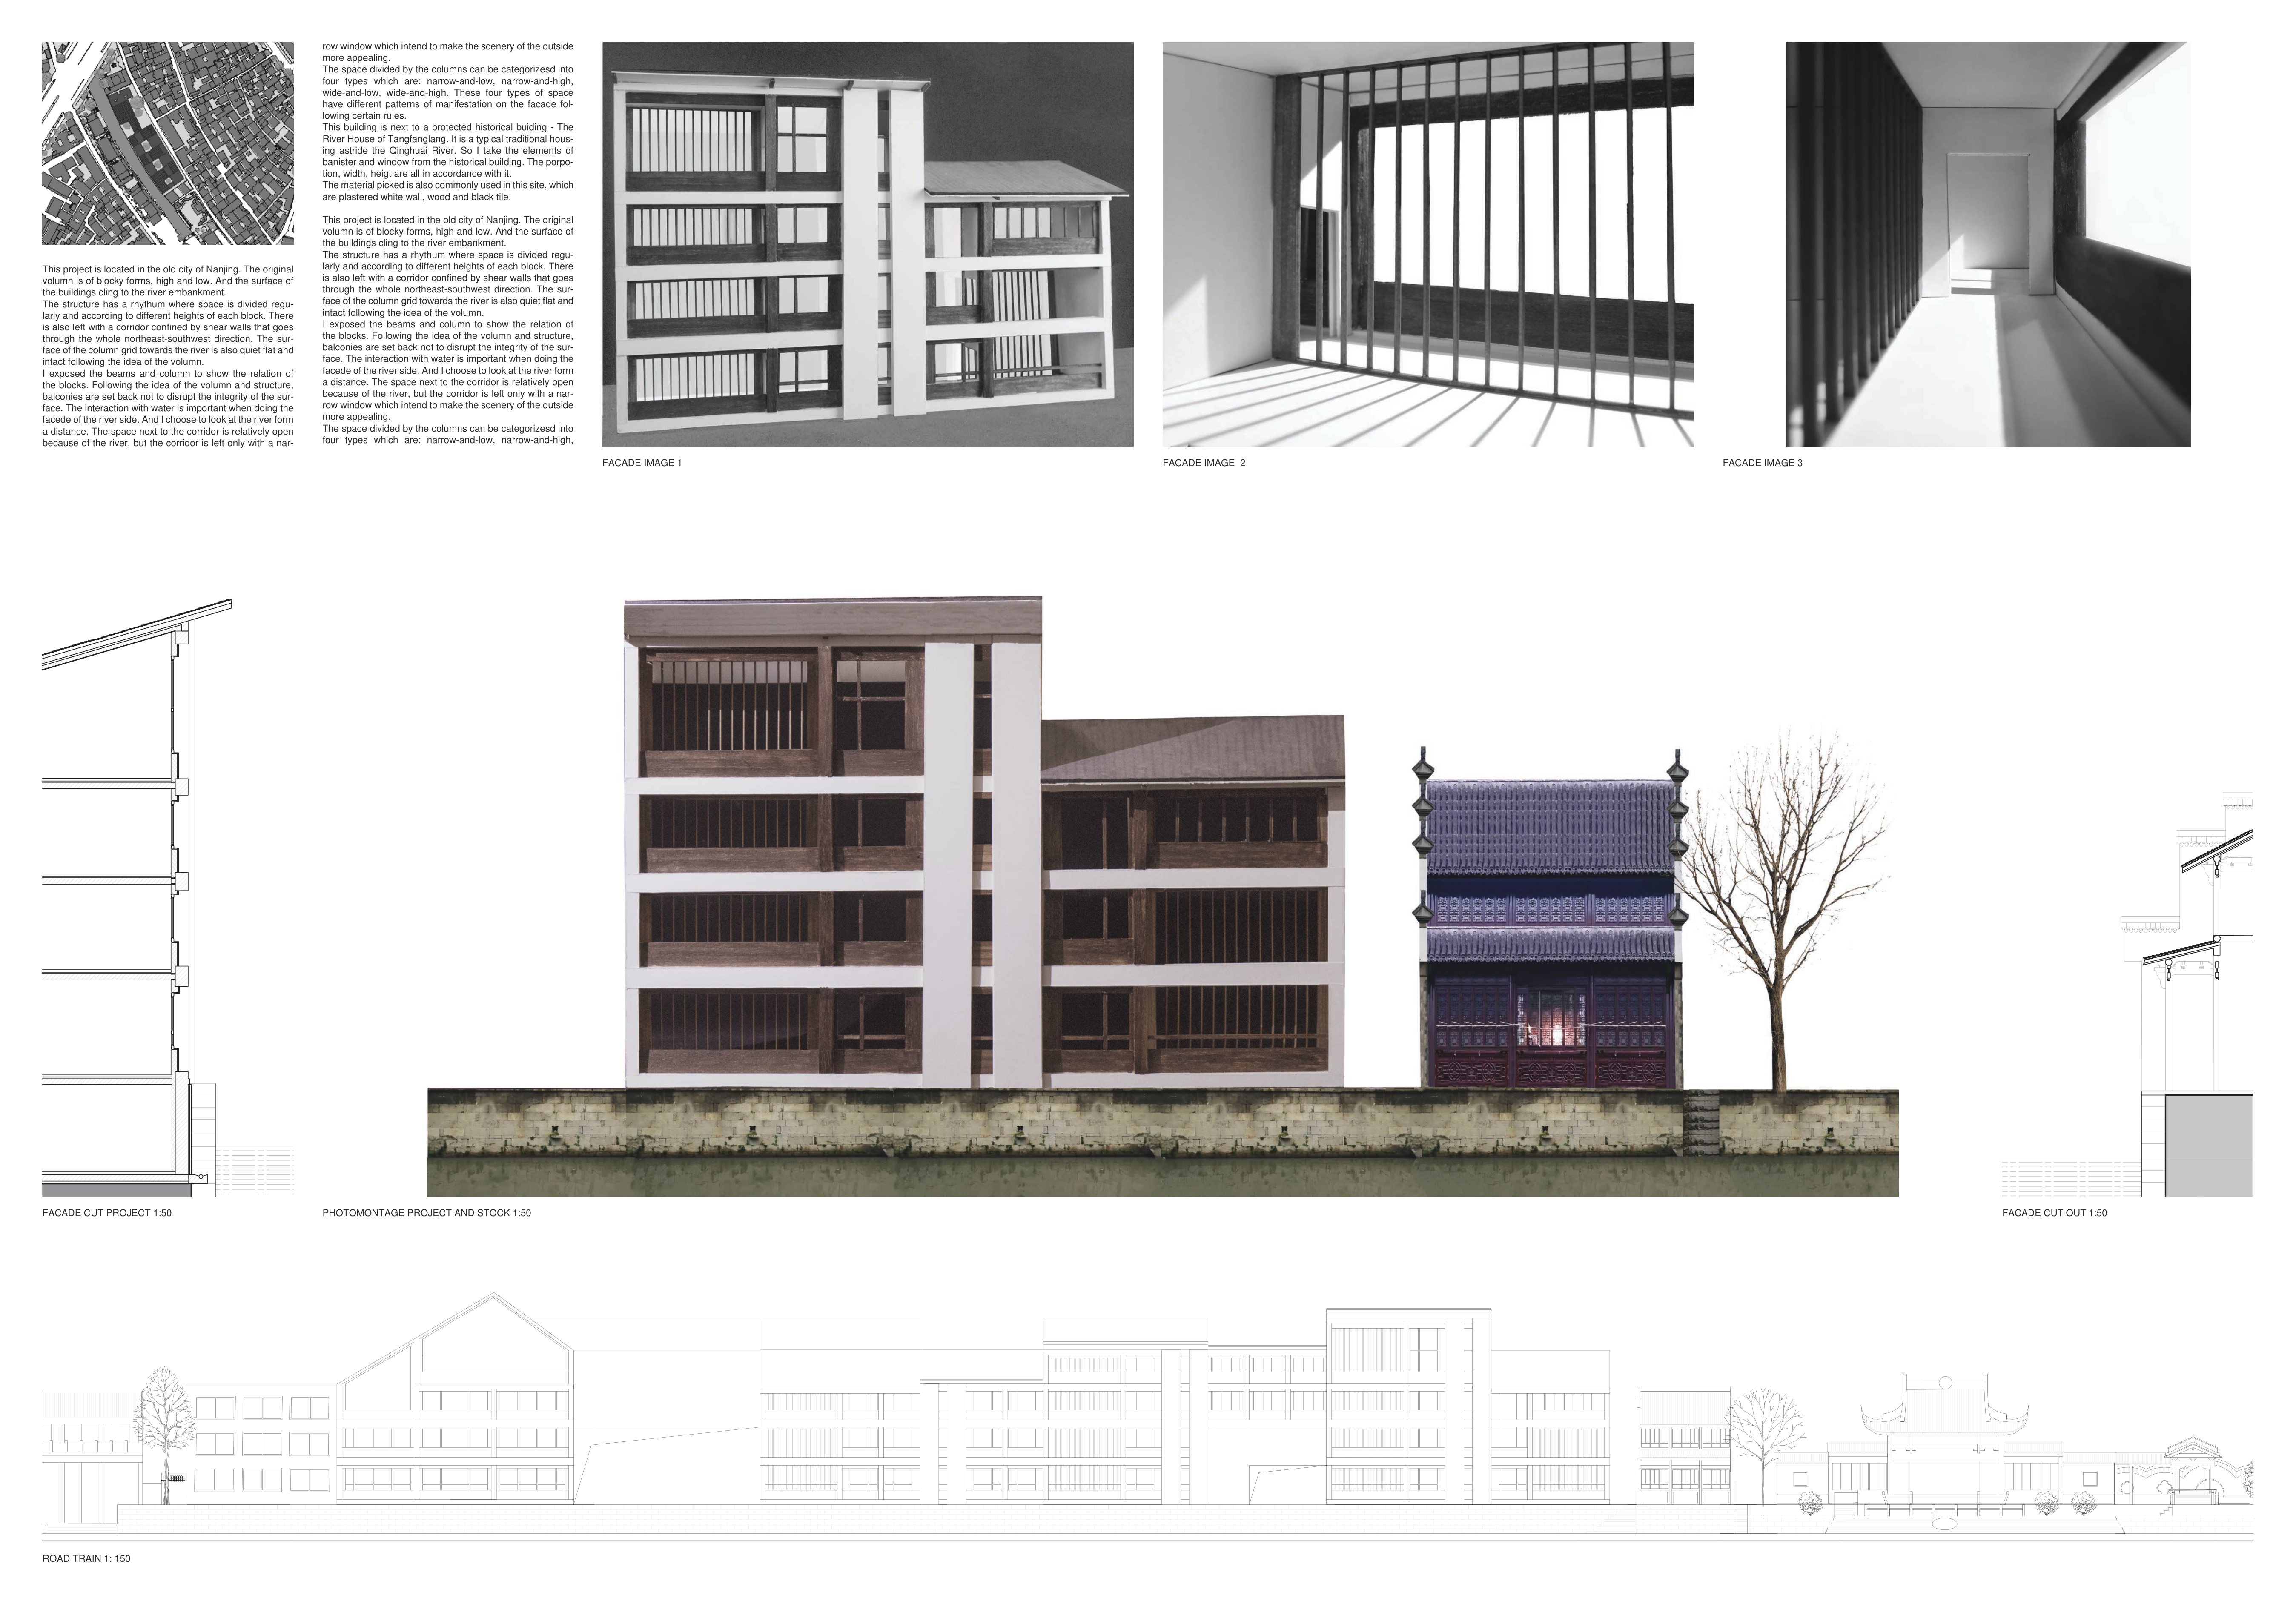 This project is located in the old city of Nanjing. The original
volumn is of blocky forms, high and low. And the surface of
the buildings cling to the river embankment.
The structure has a rhythum where space is divided regu-
larly and according to different heights of each block. There
is also left with a corridor confined by shear walls that goes
through the whole northeast-southwest direction. The sur-
face of the column grid towards the river is also quiet flat and
intact following the idea of the volumn.
I exposed the beams and column to show the relation of
the blocks. Following the idea of the volumn and structure,
balconies are set back not to disrupt the integrity of the sur-
face. The interaction with water is important when doing the
facede of the river side. And I choose to look at the river form
a distance. The space next to the corridor is relatively open
because of the river, but the corridor is left only with a nar-
row window which intend to make the scenery of the outside
more appealing.
The space divided by the columns can be categorizesd into
four types which are: narrow-and-low, narrow-and-high,
wide-and-low, wide-and-high. These four types of space
have different patterns of manifestation on the facade fol-
lowing certain rules.
This building is next to a protected historical buiding - The
River House of Tangfanglang. It is a typical traditional hous-
ing astride the Qinghuai River. So I take the elements of
banister and window from the historical building. The porpo-
tion, width, heigt are all in accordance with it.
The material picked is also commonly used in this site, which
are plastered white wall, wood and black tile.
This project is located in the old city of Nanjing. The original
volumn is of blocky forms, high and low. And the surface of
the buildings cling to the river embankment.
The structure has a rhythum where space is divided regu-
larly and according to different heights of each block. There
is also left with a corridor confined by shear walls that goes
through the whole northeast-southwest direction. The sur-
face of the column grid towards the river is also quiet flat and
intact following the idea of the volumn.
I exposed the beams and column to show the relation of
the blocks. Following the idea of the volumn and structure,
balconies are set back not to disrupt the integrity of the sur-
face. The interaction with water is important when doing the
facede of the river side. And I choose to look at the river form
a distance. The space next to the corridor is relatively open
because of the river, but the corridor is left only with a nar-
row window which intend to make the scenery of the outside
more appealing.
The space divided by the columns can be categorizesd into
four types which are: narrow-and-low, narrow-and-high,
FACADE IMAGE 1
FACADE IMAGE 2
FACADE IMAGE 3
FACADE CUT PROJECT 1:50
PHOTOMONTAGE PROJECT AND STOCK 1:50
FACADE CUT OUT 1:50
ROAD TRAIN 1: 150